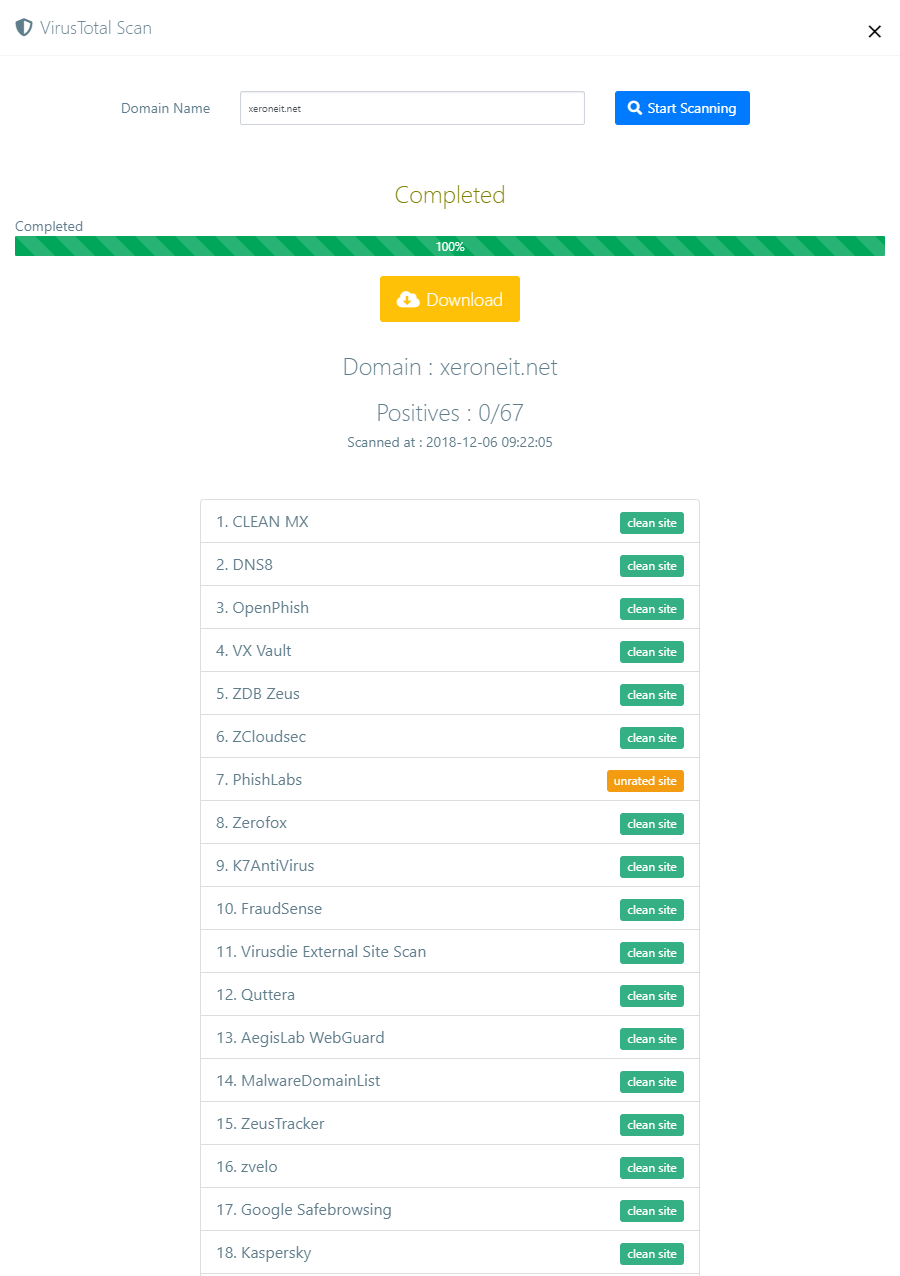 VirusTotal Scan
Domain Name
xeroneit.net
Start Scanning
Completed
Completed
100%
Download
Domain : xeroneit.net
Positives : 0/67
Scanned at : 2018-12-06 09:22:05
1. CLEAN MX clean site
2. DNS8 clean site
3. OpenPhish clean site
4. VX Vault clean site
5. ZDB Zeus clean site
6. ZCloudsec clean site
7. PhishLabs unrated site
8. Zerofox clean site
9. K7AntiVirus clean site
10. FraudSense clean site
11. Virusdie External Site Scan clean site
12. Quttera clean site
13. AegisLab WebGuard clean site
14. MalwareDomainList clean site
15. ZeusTracker clean site
16. zvelo clean site
17. Google Safebrowsing clean site
18. Kaspersky clean site